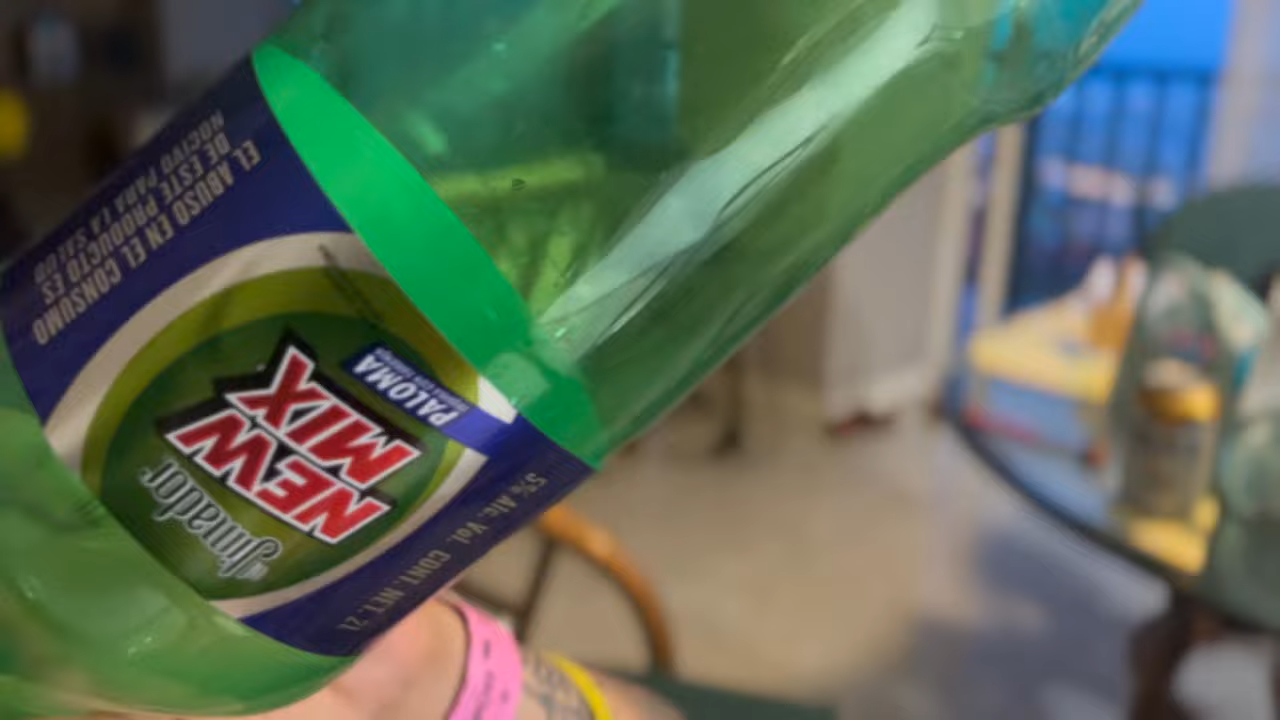 EL ABUSO EN EL CONSUMO
DE ESTE PRODUCTO ES
NOCIVO PARA LA SALUD
Jimador
NEW
MIX
PALOMA
5% Alc. Vol. CONT. NET. 2l